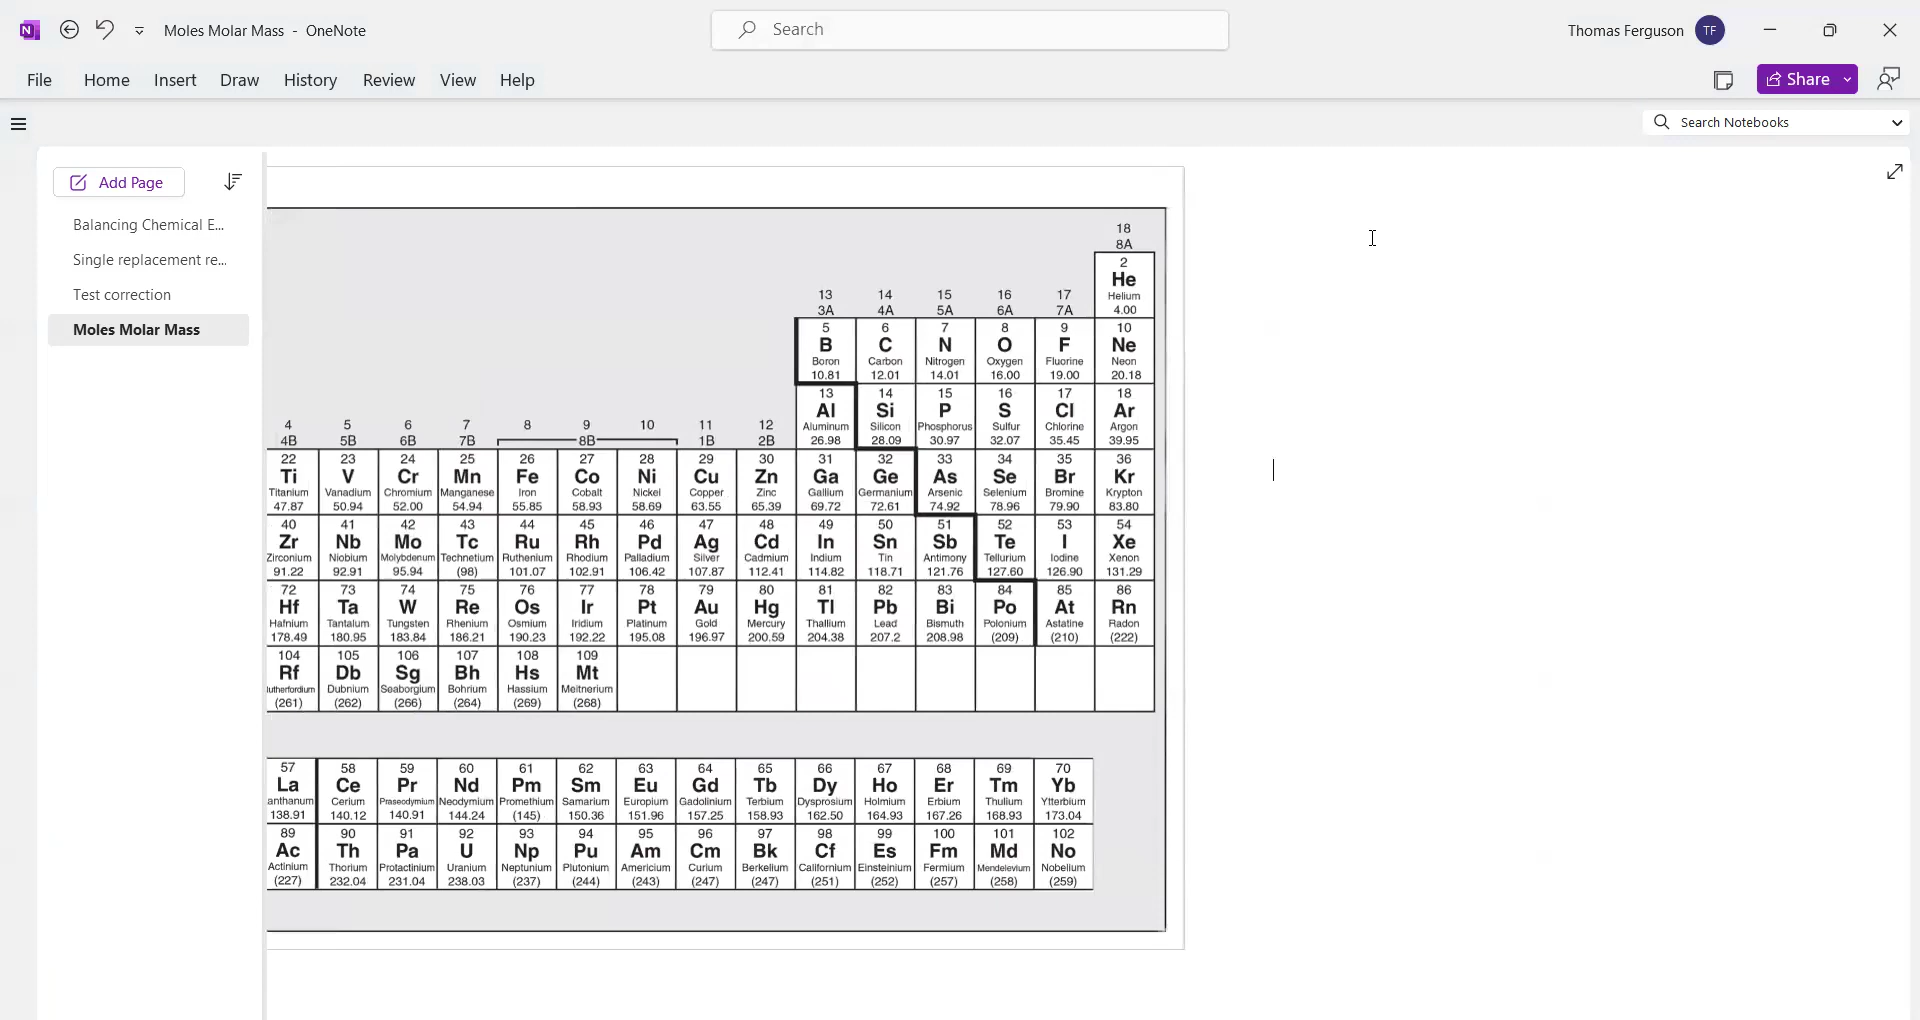 Moles Molar Mass - OneNote
Search
Thomas Ferguson TF
File Home Insert Draw History Review View Help
Share
Search Notebooks
Add Page
Balancing Chemical E...
Single replacement re...
Test correction
Moles Molar Mass
18
8A
2
He
Helium
4.00
13 14 15 16 17
3A 4A 5A 6A 7A
5 6 7 8 9 10
B C N O F Ne
Boron Carbon Nitrogen Oxygen Fluorine Neon
10.81 12.01 14.01 16.00 19.00 20.18
13 14 15 16 17 18
Al Si P S Cl Ar
Aluminum Silicon Phosphorus Sulfur Chlorine Argon
26.98 28.09 30.97 32.07 35.45 39.95
4 5 6 7 8 9 10 11 12
4B 5B 6B 7B 8B 1B 2B
22 23 24 25 26 27 28 29 30 31 32 33 34 35 36
Ti V Cr Mn Fe Co Ni Cu Zn Ga Ge As Se Br Kr
Titanium Vanadium Chromium Manganese Iron Cobalt Nickel Copper Zinc Gallium Germanium Arsenic Selenium Bromine Krypton
47.87 50.94 52.00 54.94 55.85 58.93 58.69 63.55 65.39 69.72 72.61 74.92 78.96 79.90 83.80
40 41 42 43 44 45 46 47 48 49 50 51 52 53 54
Zr Nb Mo Tc Ru Rh Pd Ag Cd In Sn Sb Te I Xe
Zirconium Niobium Molybdenum Technetium Ruthenium Rhodium Palladium Silver Cadmium Indium Tin Antimony Tellurium Iodine Xenon
91.22 92.91 95.94 (98) 101.07 102.91 106.42 107.87 112.41 114.82 118.71 121.76 127.60 126.90 131.29
72 73 74 75 76 77 78 79 80 81 82 83 84 85 86
Hf Ta W Re Os Ir Pt Au Hg Tl Pb Bi Po At Rn
Hafnium Tantalum Tungsten Rhenium Osmium Iridium Platinum Gold Mercury Thallium Lead Bismuth Polonium Astatine Radon
178.49 180.95 183.84 186.21 190.23 192.22 195.08 196.97 200.59 204.38 207.2 208.98 (209) (210) (222)
104 105 106 107 108 109
Rf Db Sg Bh Hs Mt
utherfordium Dubnium Seaborgium Bohrium Hassium Meitnerium
(261) (262) (266) (264) (269) (268)
57 58 59 60 61 62 63 64 65 66 67 68 69 70
La Ce Pr Nd Pm Sm Eu Gd Tb Dy Ho Er Tm Yb
anthanum Cerium Praseodymium Neodymium Promethium Samarium Europium Gadolinium Terbium Dysprosium Holmium Erbium Thulium Ytterbium
138.91 140.12 140.91 144.24 (145) 150.36 151.96 157.25 158.93 162.50 164.93 167.26 168.93 173.04
89 90 91 92 93 94 95 96 97 98 99 100 101 102
Ac Th Pa U Np Pu Am Cm Bk Cf Es Fm Md No
Actinium Thorium Protactinium Uranium Neptunium Plutonium Americium Curium Berkelium Californium Einsteinium Fermium Mendelevium Nobelium
(227) 232.04 231.04 238.03 (237) (244) (243) (247) (247) (251) (252) (257) (258) (259)